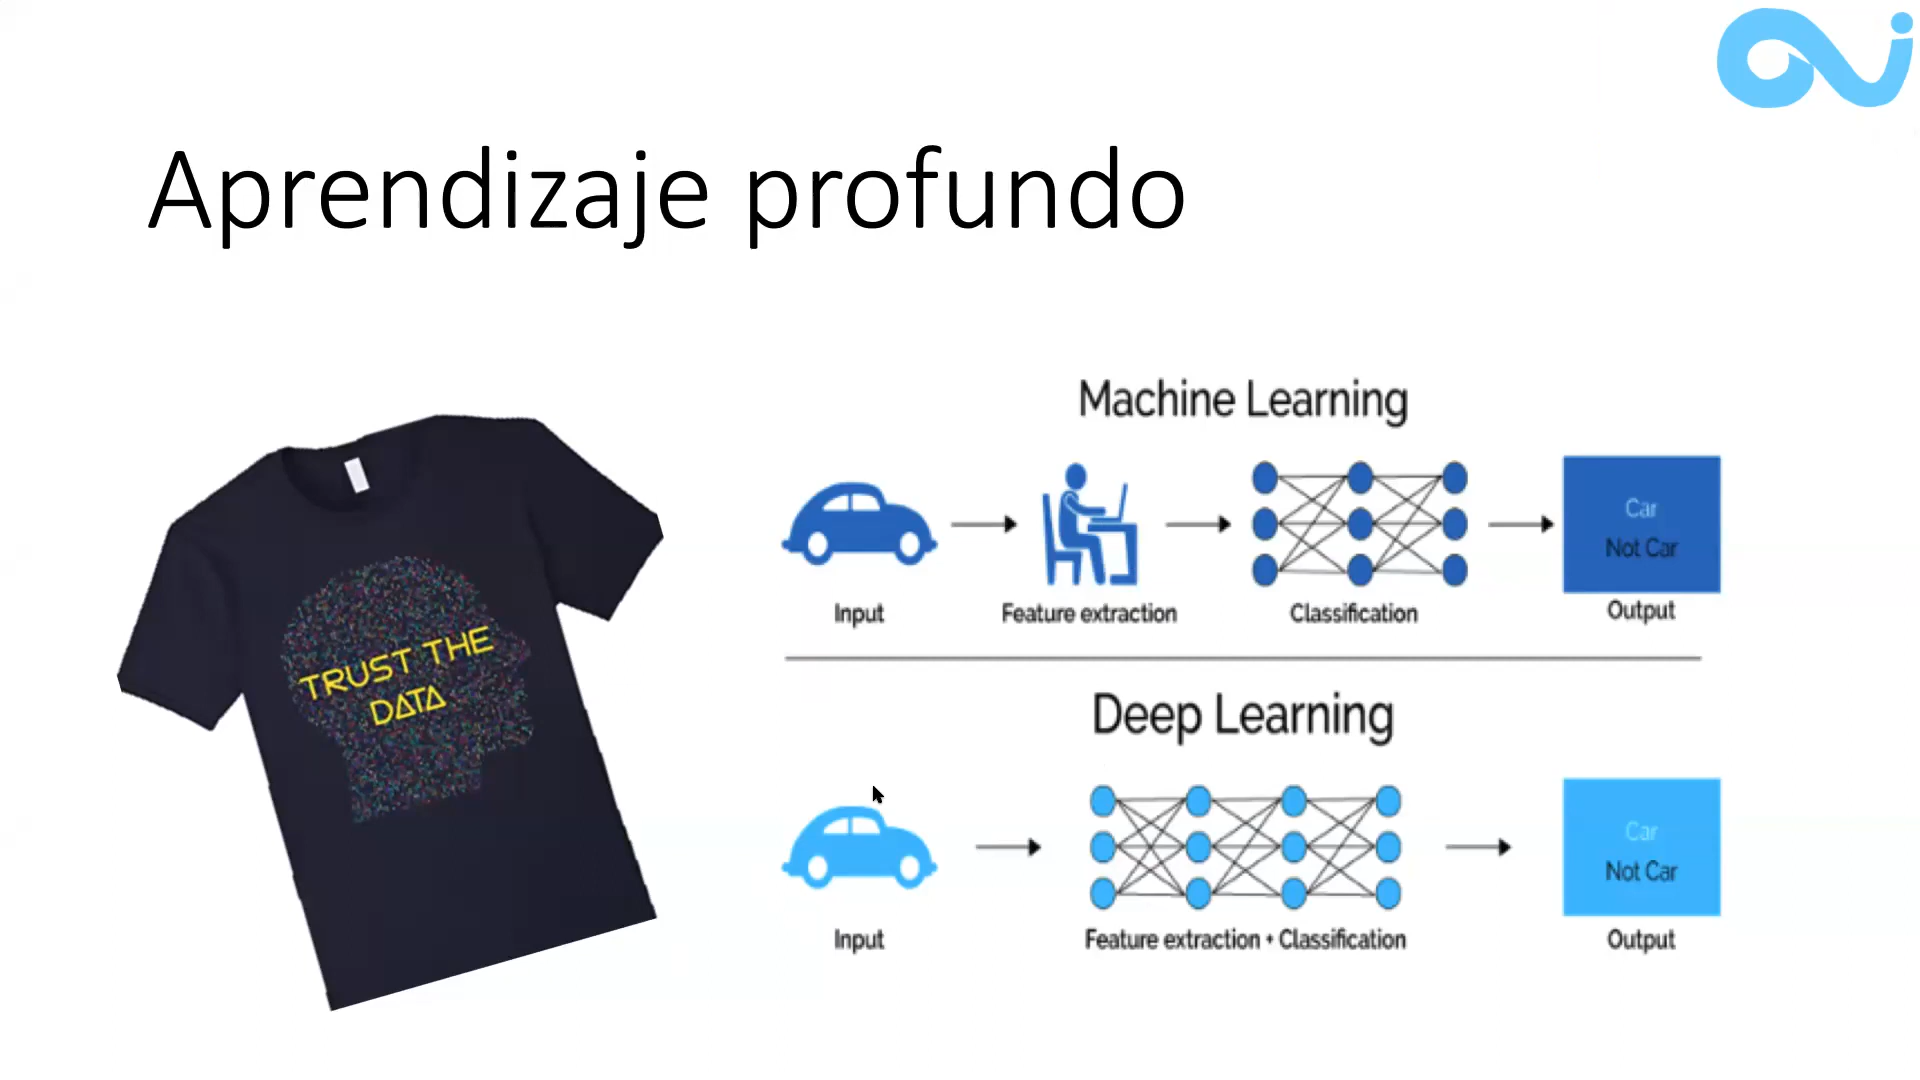 Aprendizaje profundo
TRUST THE
DATA
Machine Learning
Input
Feature extraction
Classification
Car
Not Car
Output
Deep Learning
Input
Feature extraction + Classification
Car
Not Car
Output